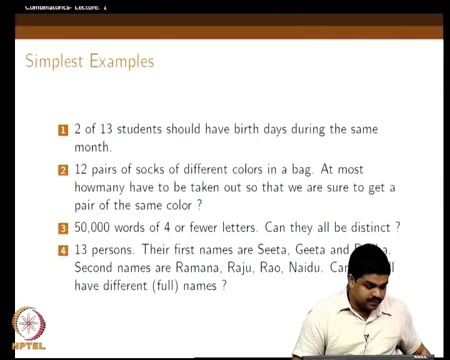 Combinatorics- Lecture: 1
Simplest Examples
1 2 of 13 students should have birth days during the same
month.
2 12 pairs of socks of different colors in a bag. At most
howmany have to be taken out so that we are sure to get a
pair of the same color ?
3 50,000 words of 4 or fewer letters. Can they all be distinct ?
4 13 persons. Their first names are Seeta, Geeta and
Second names are Ramana, Raju, Rao, Naidu.
have different (full) names ?
NPTEL